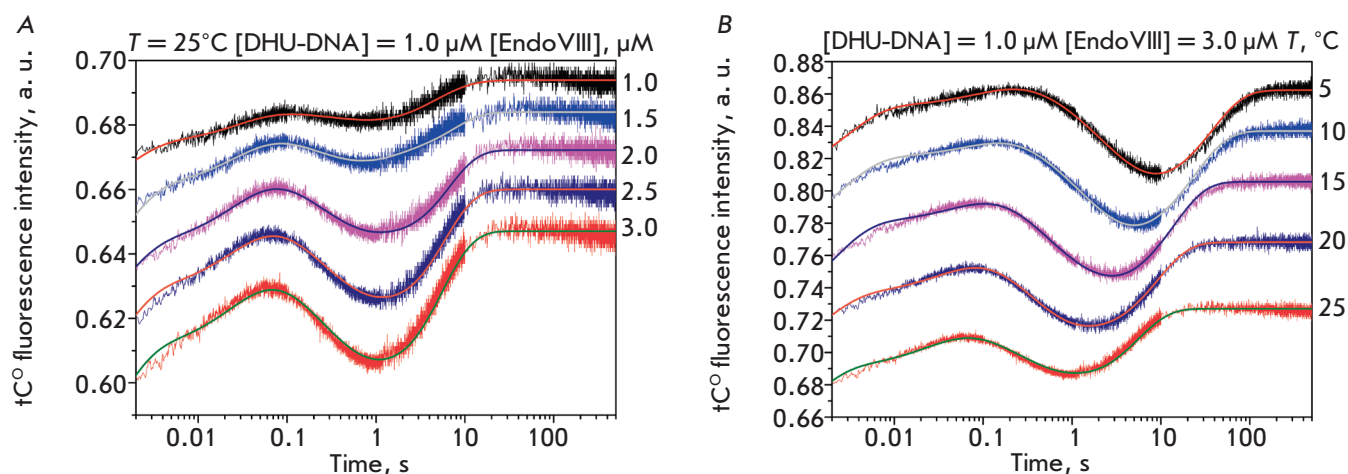 A
T = 25°C [DHU-DNA] = 1.0 µM [EndoVIII], µM
tCO fluorescence intensity, a. u.
0.70
0.68
0.66
0.64
0.62
0.60
1.0
1.5
2.0
2.5
3.0
0.01 0.1 1 10 100
Time, s
B
[DHU-DNA] = 1.0 µM [EndoVIII] = 3.0 µM T, °C
tCO fluorescence intensity, a. u.
0.88
0.86
0.84
0.82
0.80
0.78
0.76
0.74
0.72
0.70
0.68
0.66
5
10
15
20
25
0.01 0.1 1 10 100
Time, s